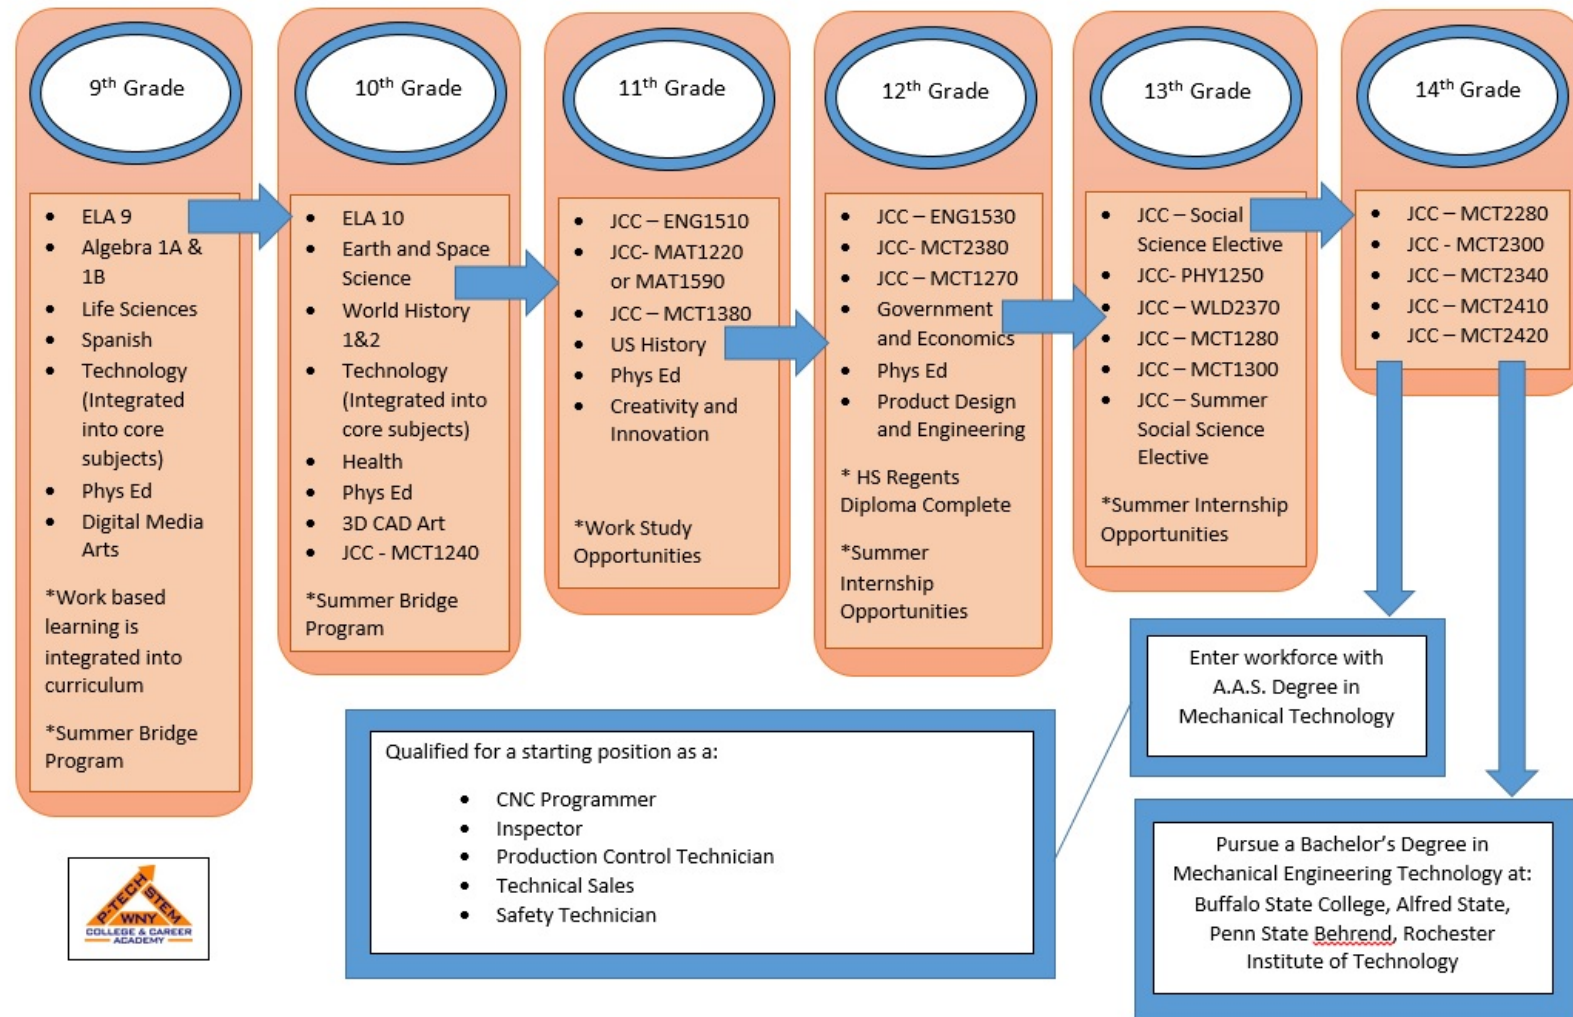 9th Grade
ELA 9
Algebra 1A &
1B
Life Sciences
Spanish
Technology
(Integrated
into core
subjects)
Phys Ed
Digital Media
Arts
*Work based
learning is
integrated into
curriculum
*Summer Bridge
Program
10th Grade
ELA 10
Earth and Space
Science
World History
1&2
Technology
(Integrated into
core subjects)
Health
Phys Ed
3D CAD Art
JCC - MCT1240
*Summer Bridge
Program
11th Grade
JCC – ENG1510
JCC- MAT1220
or MAT1590
JCC – MCT1380
US History
Phys Ed
Creativity and
Innovation
*Work Study
Opportunities
12th Grade
JCC – ENG1530
JCC- MCT2380
JCC – MCT1270
Government
and Economics
Phys Ed
Product Design
and Engineering
* HS Regents
Diploma Complete
*Summer
Internship
Opportunities
13th Grade
JCC – Social
Science Elective
JCC- PHY1250
JCC – WLD2370
JCC – MCT1280
JCC – MCT1300
JCC – Summer
Social Science
Elective
*Summer Internship
Opportunities
14th Grade
JCC – MCT2280
JCC - MCT2300
JCC – MCT2340
JCC – MCT2410
JCC – MCT2420
Enter workforce with
A.A.S. Degree in
Mechanical Technology
Qualified for a starting position as a:
CNC Programmer
Inspector
Production Control Technician
Technical Sales
Safety Technician
Pursue a Bachelor's Degree in
Mechanical Engineering Technology at:
Buffalo State College, Alfred State,
Penn State Behrend, Rochester
Institute of Technology
P-TECH
STEM
WNY
COLLEGE & CAREER
ACADEMY